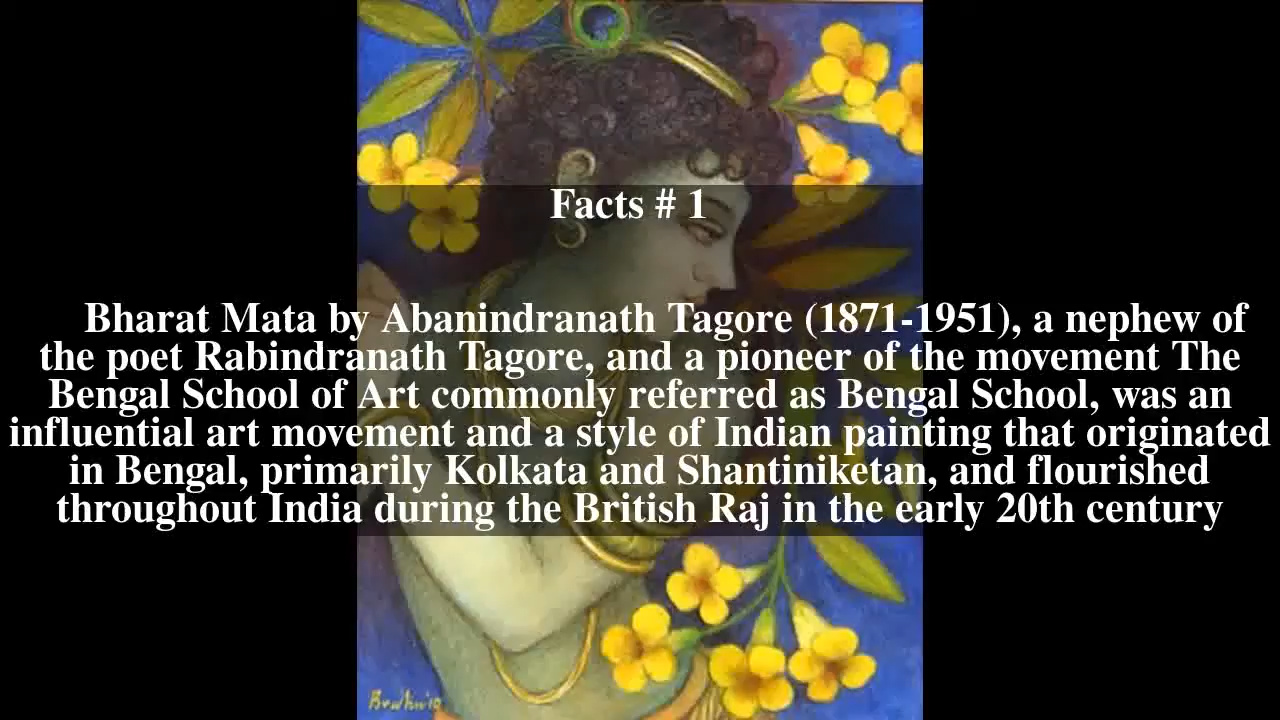 Facts # 1
Bharat Mata by Abanindranath Tagore (1871-1951), a nephew of
the poet Rabindranath Tagore, and a pioneer of the movement The
Bengal School of Art commonly referred as Bengal School, was an
influential art movement and a style of Indian painting that originated
in Bengal, primarily Kolkata and Shantiniketan, and flourished
throughout India during the British Raj in the early 20th century